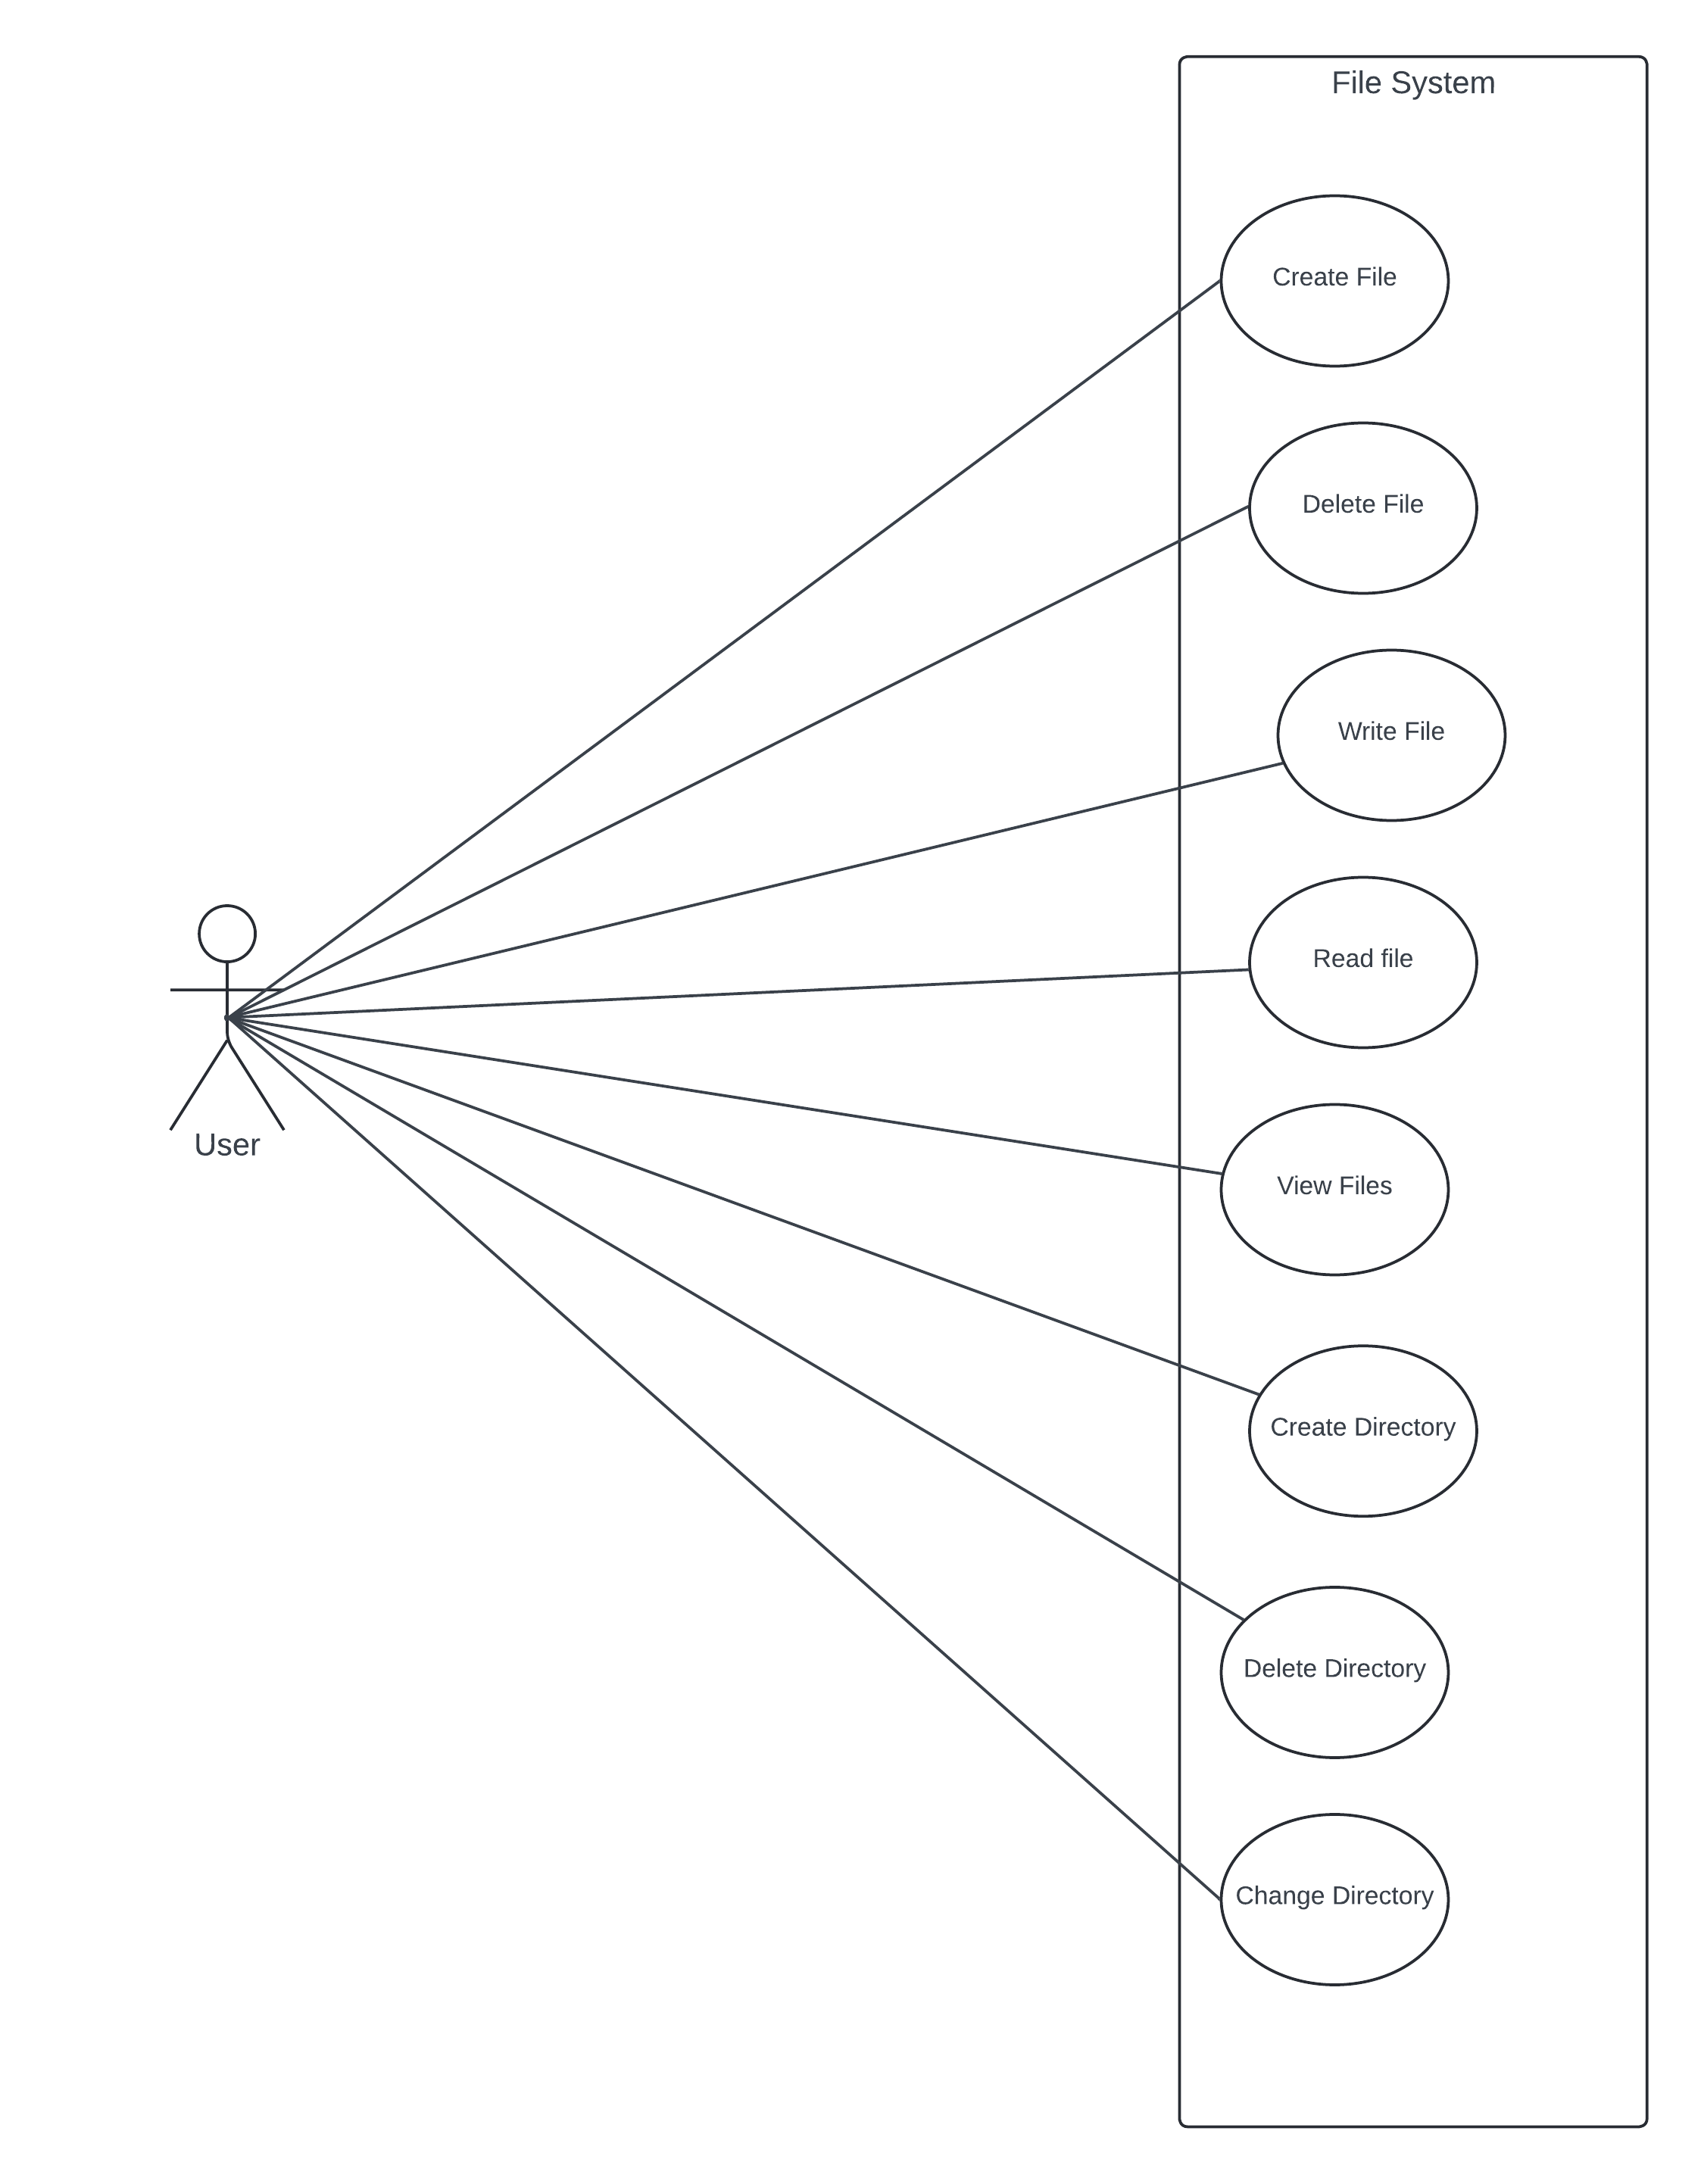 File System
Create File
Delete File
Write File
Read file
User
View Files
Create Directory
Delete Directory
Change Directory